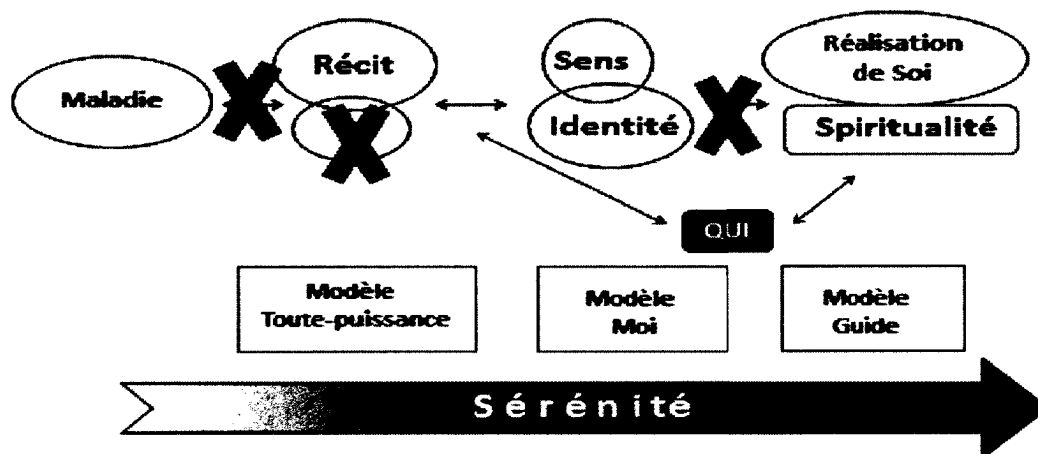 Maladie
Récit
Sens
Identité
Réalisation
de Soi
Spiritualité
QUI
Modèle
Toute-puissance
Modèle
Moi
Modèle
Guide
Sérénité